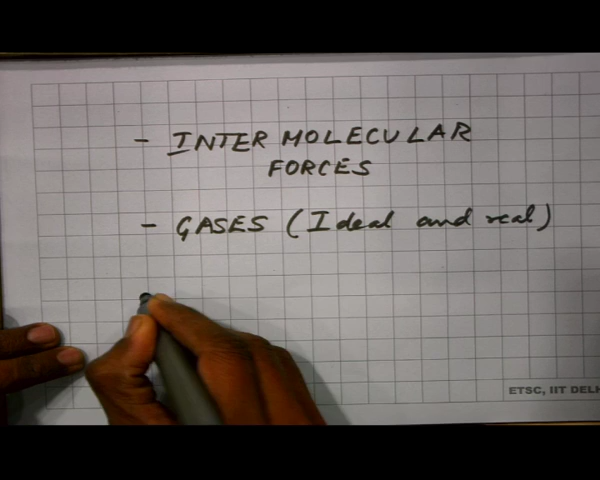 - INTER MOLECULAR
FORCES
- GASES (Ideal and real)
ETSC, IIT DELH